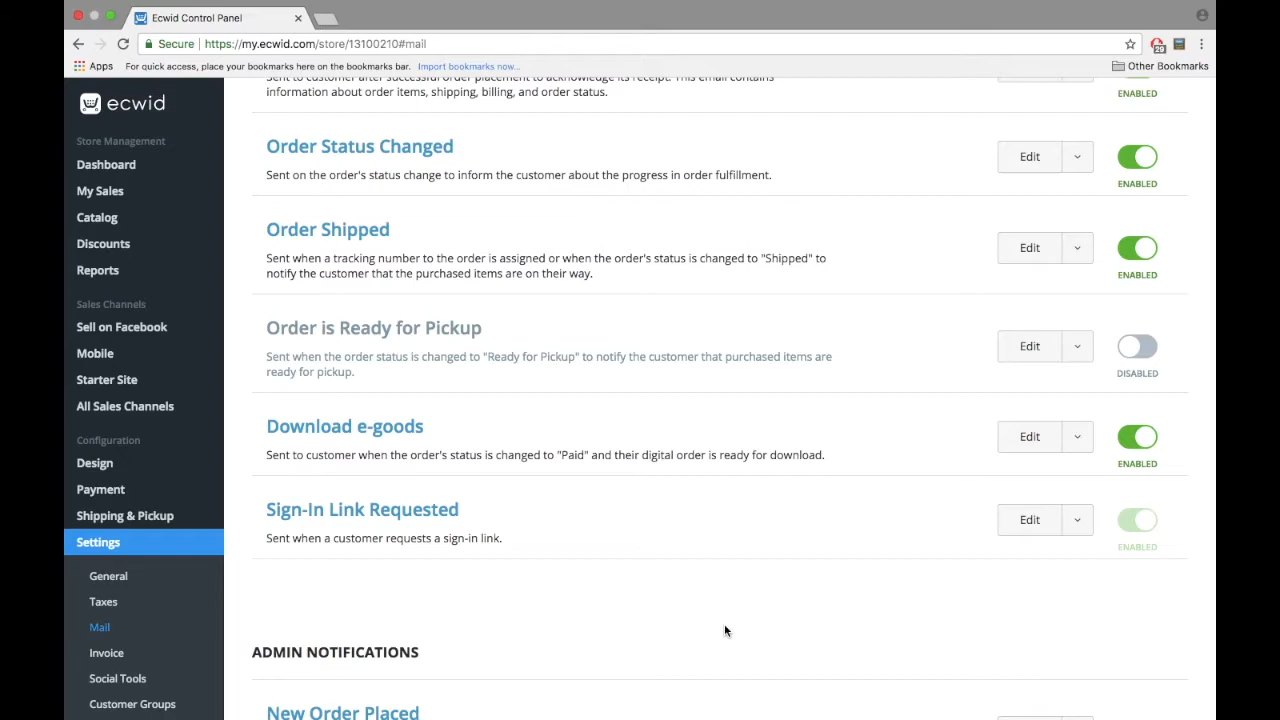 Ecwid Control Panel
Secure https://my.ecwid.com/store/13100210#mail
29
Apps For quick access, place your bookmarks here on the bookmarks bar. Import bookmarks now... Other Bookmarks
ecwid
Store Management
Dashboard
My Sales
Catalog
Discounts
Reports
Sales Channels
Sell on Facebook
Mobile
Starter Site
All Sales Channels
Configuration
Design
Payment
Shipping & Pickup
Settings
General
Taxes
Mail
Invoice
Social Tools
Customer Groups
Sent to customer after successful order placement to acknowledge its receipt. This email contains
information about order items, shipping, billing, and order status.
ENABLED
Order Status Changed
Sent on the order's status change to inform the customer about the progress in order fulfillment.
Edit
ENABLED
Order Shipped
Sent when a tracking number to the order is assigned or when the order's status is changed to "Shipped" to
notify the customer that the purchased items are on their way.
Edit
ENABLED
Order is Ready for Pickup
Sent when the order status is changed to "Ready for Pickup" to notify the customer that purchased items are
ready for pickup.
Edit
DISABLED
Download e-goods
Sent to customer when the order's status is changed to "Paid" and their digital order is ready for download.
Edit
ENABLED
Sign-In Link Requested
Sent when a customer requests a sign-in link.
Edit
ENABLED
ADMIN NOTIFICATIONS
New Order Placed